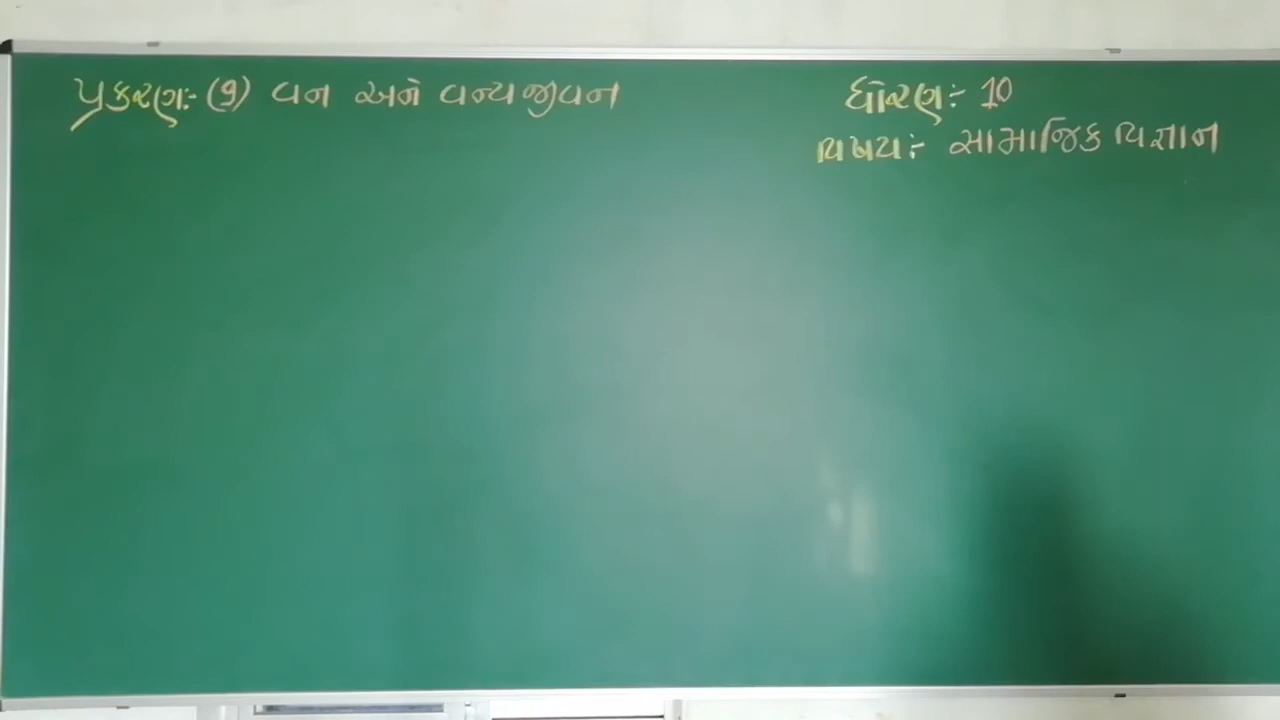 પ્રકરણઃ- (9) વન અને વન્યજીવન
ધોરણઃ- 10
વિષયઃ- સામાજિક વિજ્ઞાન